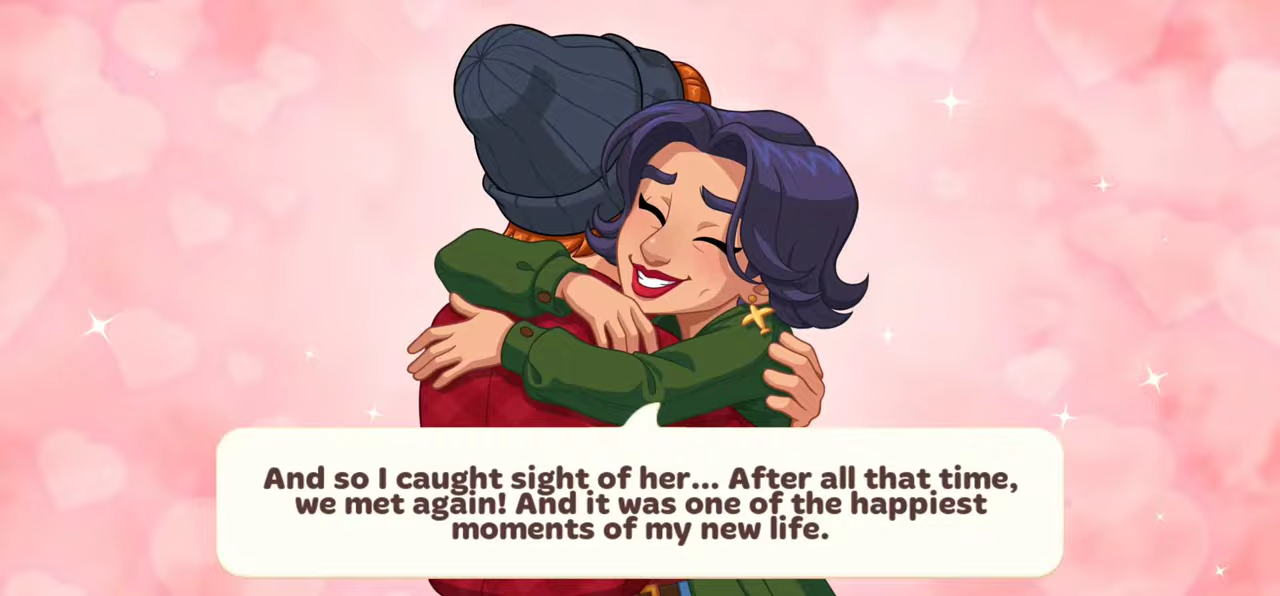 And so I caught sight of her... After all that time,
we met again! And it was one of the happiest
moments of my new life.